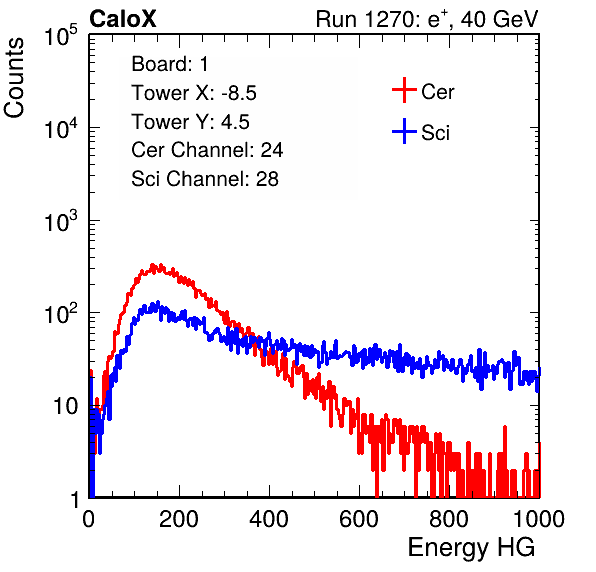 CaloX Run 1270: e⁺, 40 GeV
Counts
Board: 1
Tower X: -8.5
Tower Y: 4.5
Cer Channel: 24
Sci Channel: 28
Cer
Sci
10⁵
10⁴
10³
10²
10
1
0 200 400 600 800 1000
Energy HG